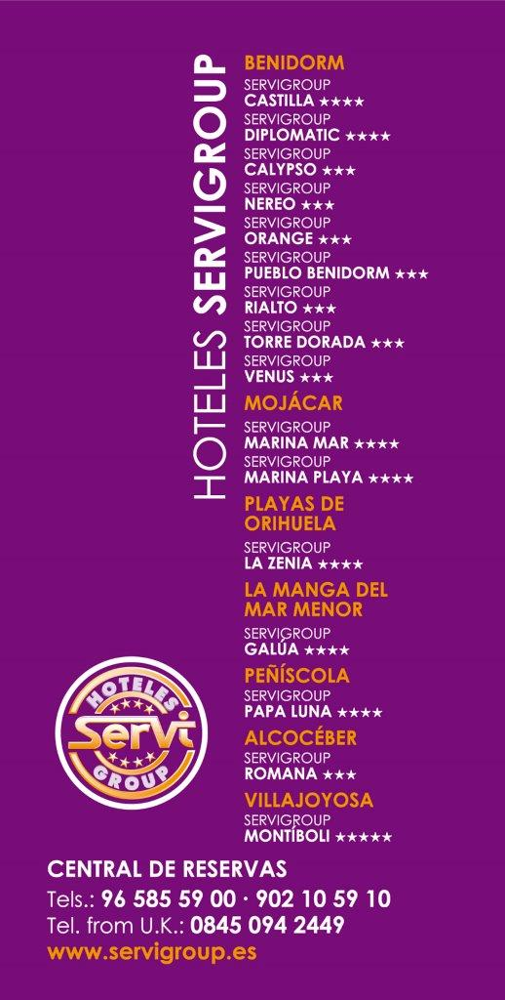 HOTELES SERVIGROUP
BENIDORM
SERVIGROUP
CASTILLA ★★★★
SERVIGROUP
DIPLOMATIC ★★★★
SERVIGROUP
CALYPSO ★★★
SERVIGROUP
NEREO ★★★
SERVIGROUP
ORANGE ★★★
SERVIGROUP
PUEBLO BENIDORM ★★★
SERVIGROUP
RIALTO ★★★
SERVIGROUP
TORRE DORADA ★★★
SERVIGROUP
VENUS ★★★
MOJÁCAR
SERVIGROUP
MARINA MAR ★★★★
SERVIGROUP
MARINA PLAYA ★★★★
PLAYAS DE
ORIHUELA
SERVIGROUP
LA ZENIA ★★★★
LA MANGA DEL
MAR MENOR
SERVIGROUP
GALÚA ★★★★
PEÑÍSCOLA
SERVIGROUP
PAPA LUNA ★★★★
ALCOCÉBER
SERVIGROUP
ROMANA ★★★
VILLAJOYOSA
SERVIGROUP
MONTÍBOLI ★★★★★
HOTELES
Servi
GROUP
CENTRAL DE RESERVAS
Tels.: 96 585 59 00 · 902 10 59 10
Tel. from U.K.: 0845 094 2449
www.servigroup.es